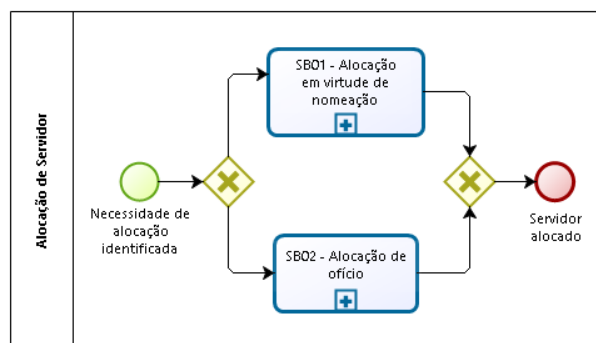 Alocação de Servidor
Necessidade de
alocação
identificada
SB01 - Alocação
em virtude de
nomeação
SB02 - Alocação de
ofício
Servidor
alocado